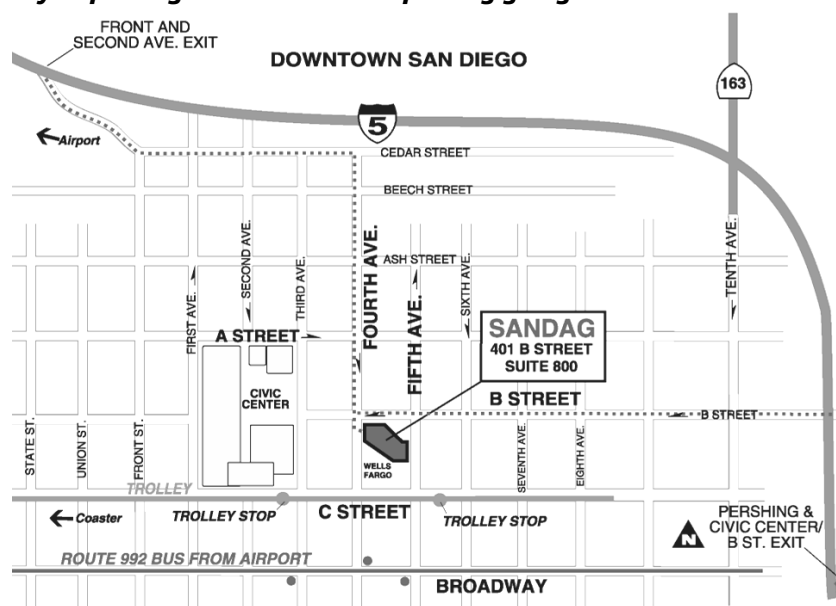 FRONT AND
SECOND AVE. EXIT
DOWNTOWN SAN DIEGO
163
5
Airport
CEDAR STREET
BEECH STREET
SECOND AVE.
FOURTH AVE.
ASH STREET
TENTH AVE.
THIRD AVE.
SIXTH AVE.
FIRST AVE.
FIFTH AVE.
A STREET
SANDAG
401 B STREET
SUITE 800
CIVIC
CENTER
B STREET
B STREET
STATE ST.
UNION ST.
FRONT ST.
SEVENTH AVE.
EIGHTH AVE.
WELLS
FARGO
TROLLEY
Coaster
TROLLEY STOP
C STREET
TROLLEY STOP
PERSHING &
CIVIC CENTER/
B ST. EXIT
N
ROUTE 992 BUS FROM AIRPORT
BROADWAY